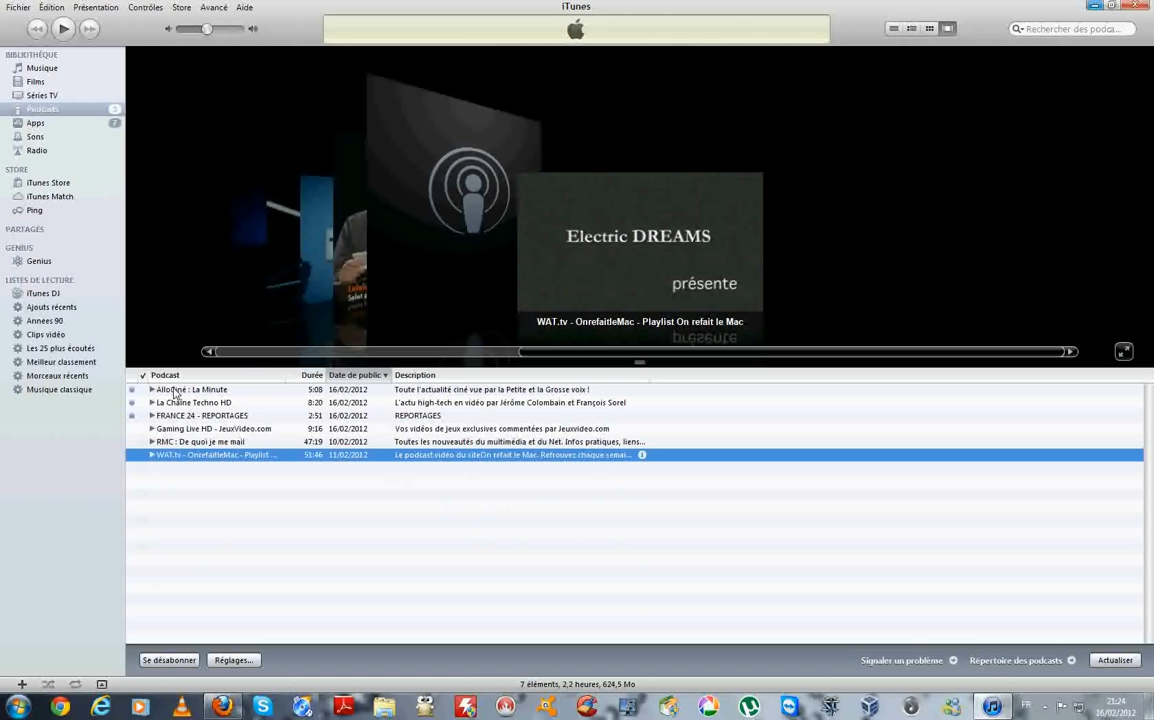 Fichier Édition Présentation Contrôles Store Avancé Aide
iTunes
Rechercher des podca...
BIBLIOTHÈQUE
Musique
Films
Séries TV
Podcasts 3
Apps 7
Sons
Radio
STORE
iTunes Store
iTunes Match
Ping
PARTAGÉS
GENIUS
Genius
LISTES DE LECTURE
iTunes DJ
Ajouts récents
Années 90
Clips vidéo
Les 25 plus écoutés
Meilleur classement
Morceaux récents
Musique classique
Electric DREAMS
présente
WAT.tv - OnrefaitleMac - Playlist On refait le Mac
Podcast Durée Date de public Description
Allociné : La Minute 5:08 16/02/2012 Toute l'actualité ciné vue par la Petite et la Grosse voix !
La Chaîne Techno HD 8:20 16/02/2012 L'actu high-tech en vidéo par Jérôme Colombain et François Sorel
FRANCE 24 - REPORTAGES 2:51 16/02/2012 REPORTAGES
Gaming Live HD - JeuxVideo.com 9:16 16/02/2012 Vos vidéos de jeux exclusives commentées par Jeuxvideo.com
RMC : De quoi je me mail 47:19 10/02/2012 Toutes les nouveautés du multimédia et du Net. Infos pratiques, liens...
WAT.tv - OnrefaitleMac - Playlist ... 51:46 11/02/2012 Le podcast vidéo du siteOn refait le Mac. Retrouvez chaque semai...
Se désabonner Réglages... Signaler un problème Répertoire des podcasts Actualiser
7 éléments, 2,2 heures, 624,5 Mo
FR 21:24
16/02/2012